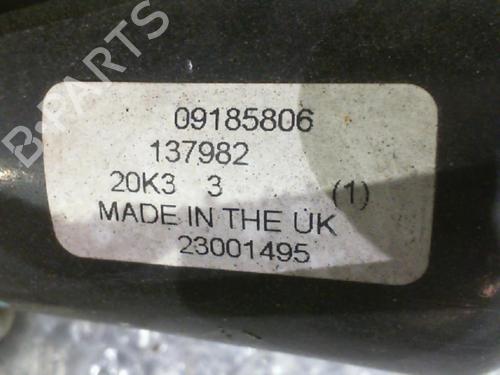 B-PARTS
09185806
137982
20K3 3 (1)
MADE IN THE UK
23001495